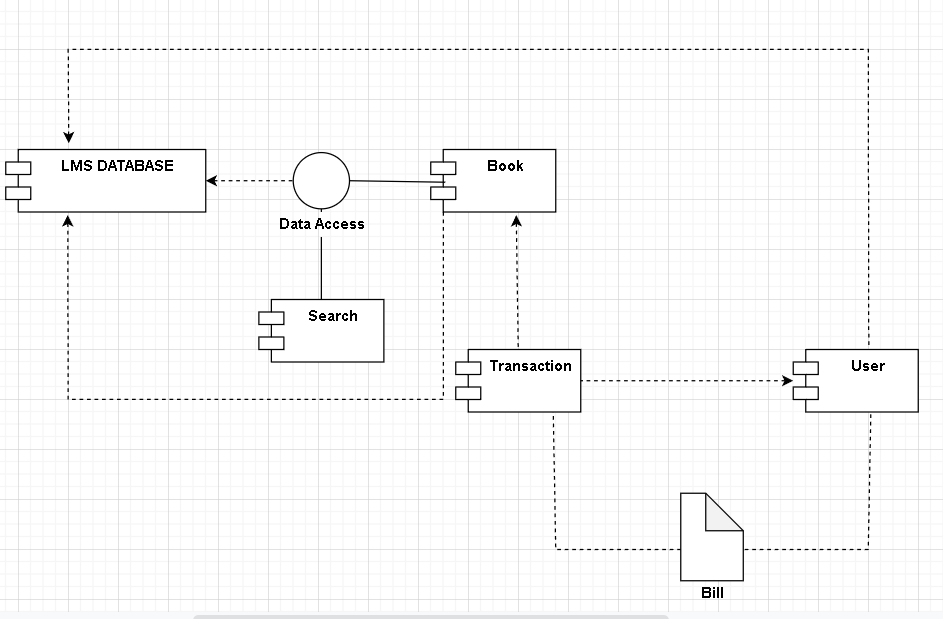 LMS DATABASE
Book
Data Access
Search
Transaction
User
Bill